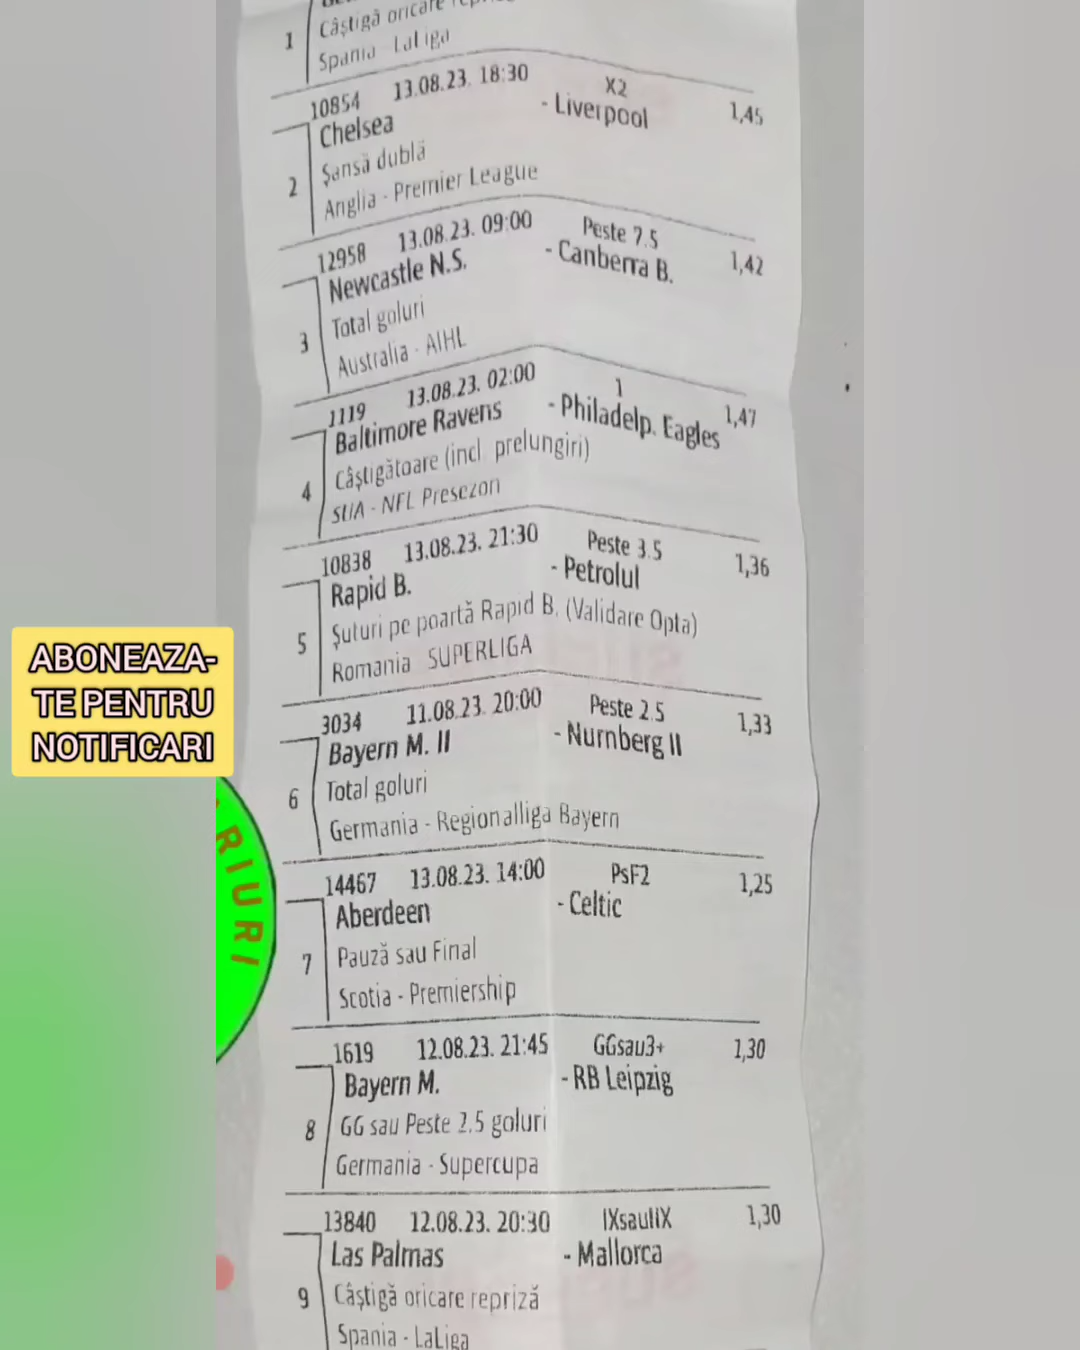 1
Câștigă oricare
Spania LaLiga
10854 13.08.23. 18:30 X2 1,45
Chelsea - Liverpool
2
Șansă dublă
Anglia - Premier League
12958 13.08.23. 09:00 Peste 7.5 1,42
Newcastle N.S. - Canberra B.
3
Total goluri
Australia - AIHL
1119 13.08.23. 02:00 1 1,47
Baltimore Ravens - Philadelp. Eagles
4
Câștigătoare (incl. prelungiri)
SUA - NFL Presezon
10838 13.08.23. 21:30 Peste 3.5 1,36
Rapid B. - Petrolul
5
Șuturi pe poartă Rapid B. (Validare Opta)
Romania SUPERLIGA
3034 11.08.23. 20:00 Peste 2.5 1,33
Bayern M. II - Nurnberg II
6
Total goluri
Germania - Regionalliga Bayern
14467 13.08.23. 14:00 PsF2 1,25
Aberdeen - Celtic
7
Pauză sau Final
Scotia - Premiership
1619 12.08.23. 21:45 GGsau3+ 1,30
Bayern M. - RB Leipzig
8
GG sau Peste 2.5 goluri
Germania - Supercupa
13840 12.08.23. 20:30 IXsauIIX 1,30
Las Palmas - Mallorca
9
Câștigă oricare repriză
Spania - LaLiga
ABONEAZA-
TE PENTRU
NOTIFICARI